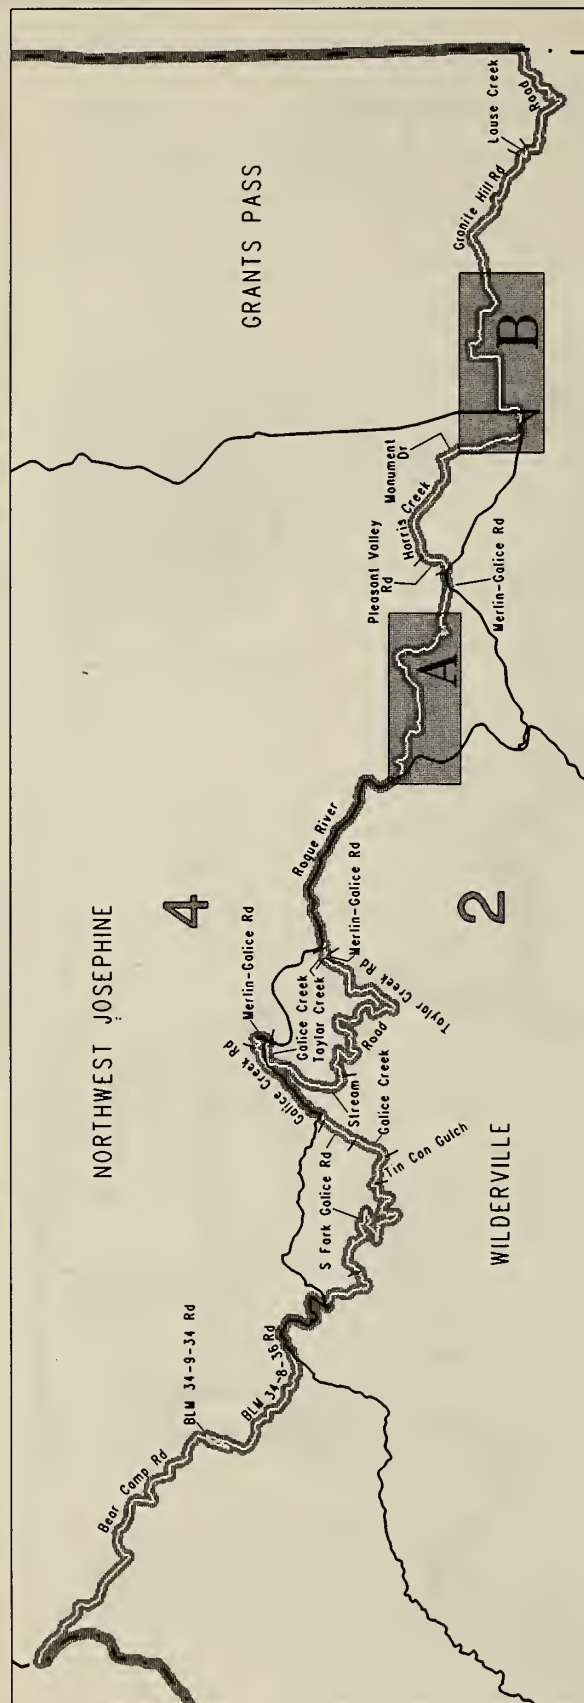 NORTHWEST JOSEPHINE
4
GRANTS PASS
Bear Camp Rd
BLM 34-9-34 Rd
BLM 34-8-36 Rd
Galice Creek Rd
Merlin-Galice Rd
Galice Creek
Taylor Creek
Merlin-Galice Rd
Rogue River
S Fork Galice Rd
Stream
Galice Creek
Road
Taylor Creek Rd
Tin Can Gulch
A
Pleasant Valley
Rd
Harris Creek
Monument
Dr
Merlin-Galice Rd
B
Granite Hill Rd
Louse Creek
Road
WILDERVILLE
2